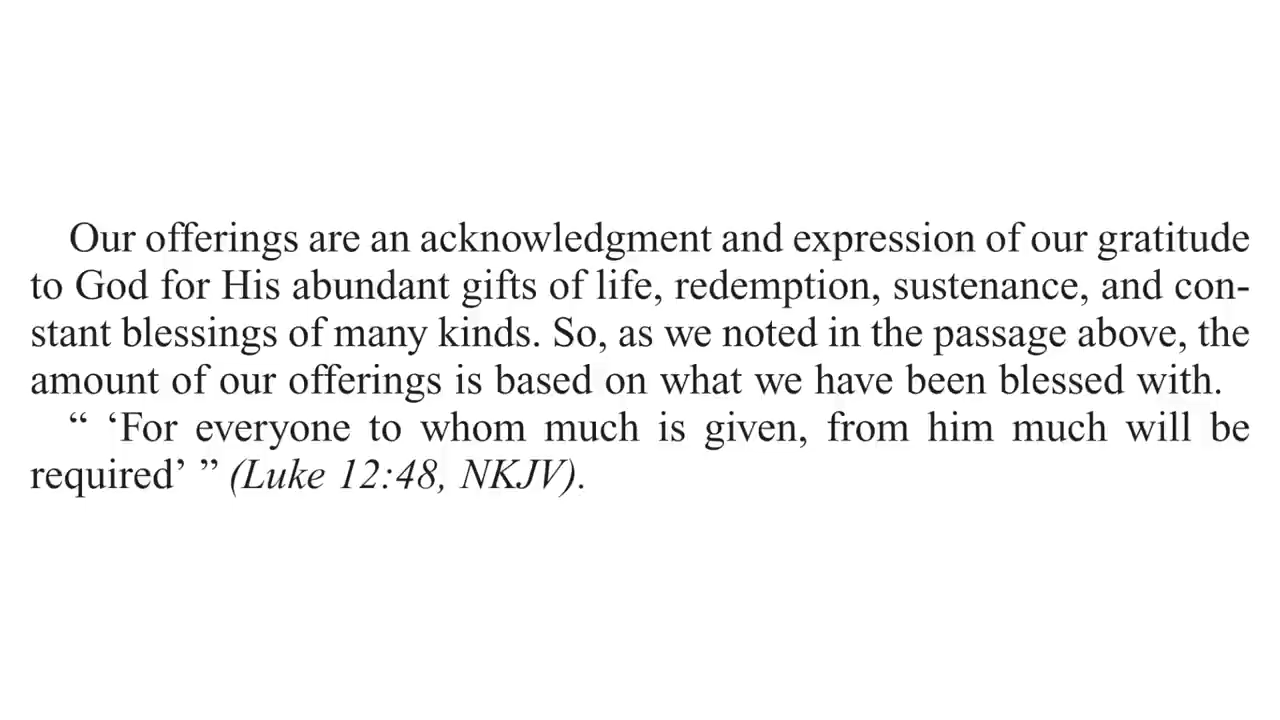 Our offerings are an acknowledgment and expression of our gratitude
to God for His abundant gifts of life, redemption, sustenance, and con-
stant blessings of many kinds. So, as we noted in the passage above, the
amount of our offerings is based on what we have been blessed with.
“ ‘For everyone to whom much is given, from him much will be
required’ ” (Luke 12:48, NKJV).